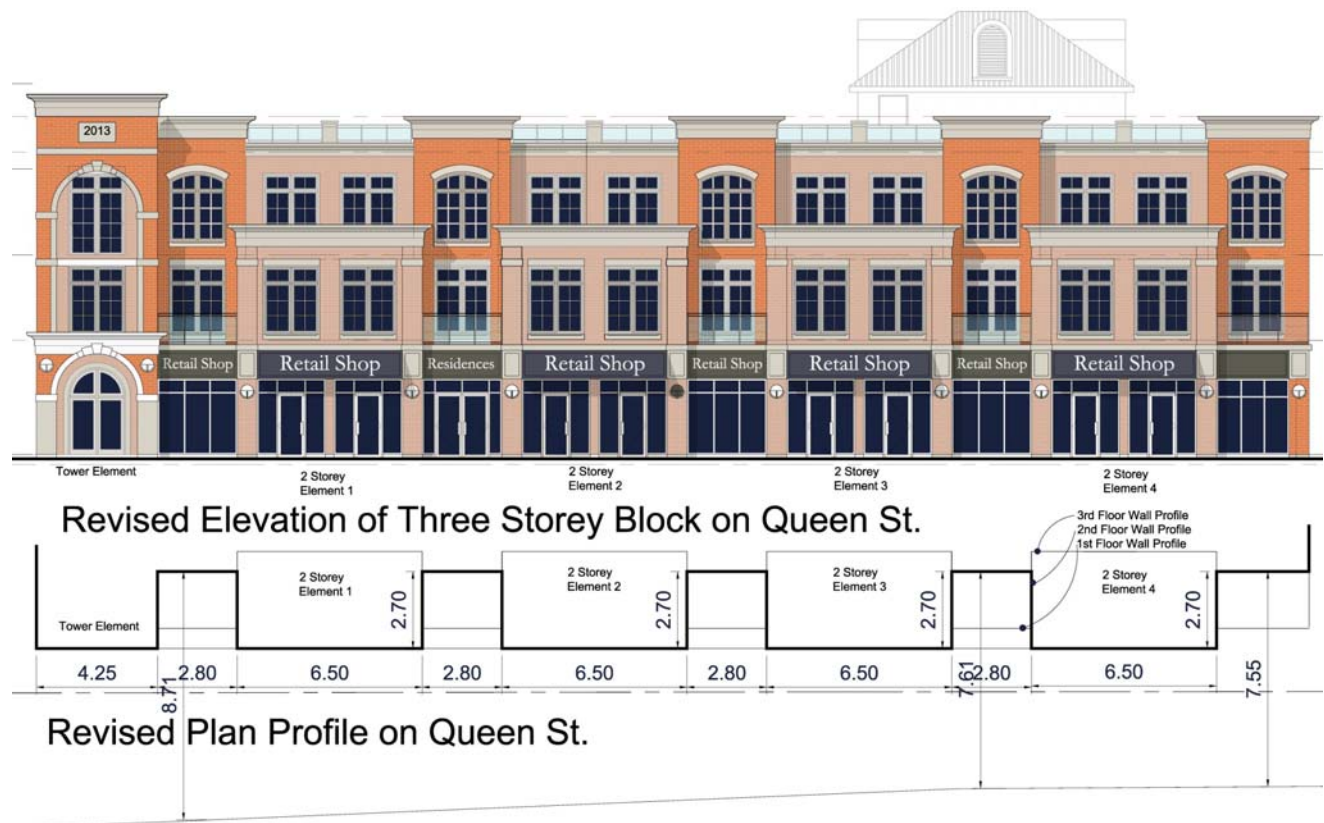 2013
Retail Shop
Retail Shop
Residences
Retail Shop
Retail Shop
Retail Shop
Retail Shop
Retail Shop
Tower Element
2 Storey
Element 1
2 Storey
Element 2
2 Storey
Element 3
2 Storey
Element 4
Revised Elevation of Three Storey Block on Queen St.
3rd Floor Wall Profile
2nd Floor Wall Profile
1st Floor Wall Profile
2 Storey
Element 1
2 Storey
Element 2
2 Storey
Element 3
2 Storey
Element 4
Tower Element
2.70
2.70
2.70
2.70
4.25
2.80
6.50
2.80
6.50
2.80
6.50
2.80
6.50
8.71
7.61
7.55
Revised Plan Profile on Queen St.